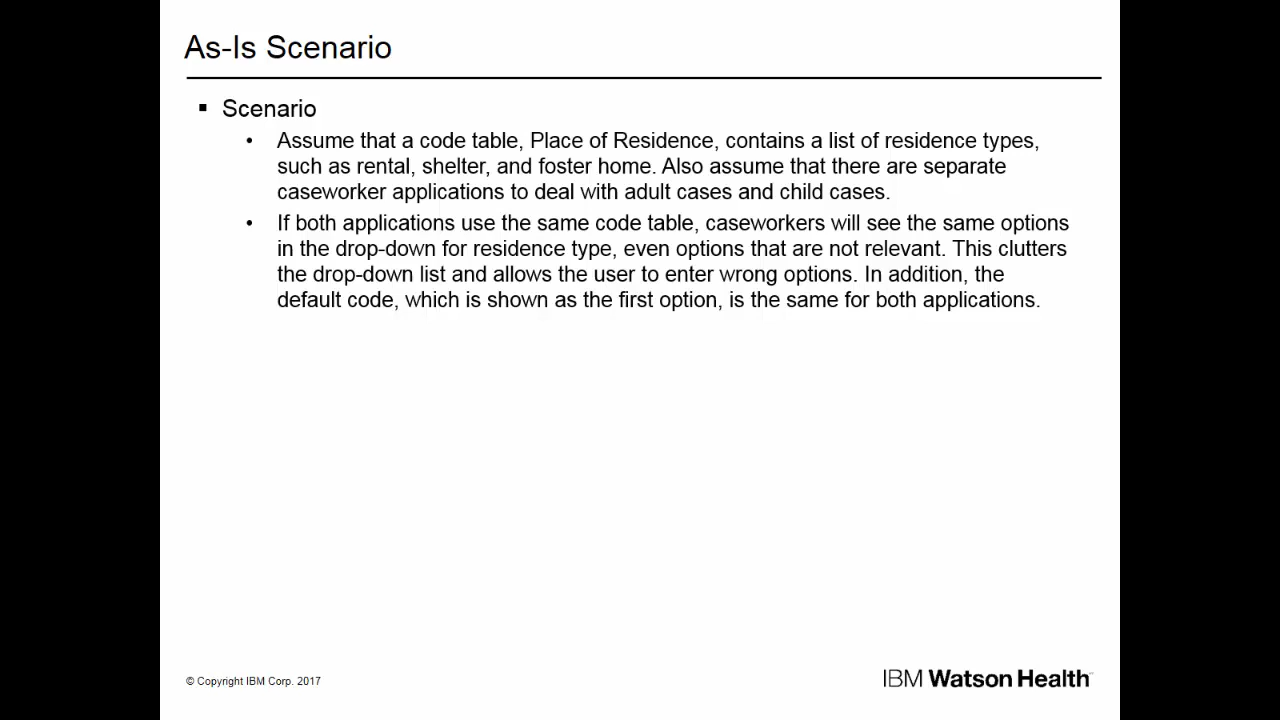 As-Is Scenario
▪ Scenario
• Assume that a code table, Place of Residence, contains a list of residence types,
such as rental, shelter, and foster home. Also assume that there are separate
caseworker applications to deal with adult cases and child cases.
• If both applications use the same code table, caseworkers will see the same options
in the drop-down for residence type, even options that are not relevant. This clutters
the drop-down list and allows the user to enter wrong options. In addition, the
default code, which is shown as the first option, is the same for both applications.
© Copyright IBM Corp. 2017
IBM Watson Health